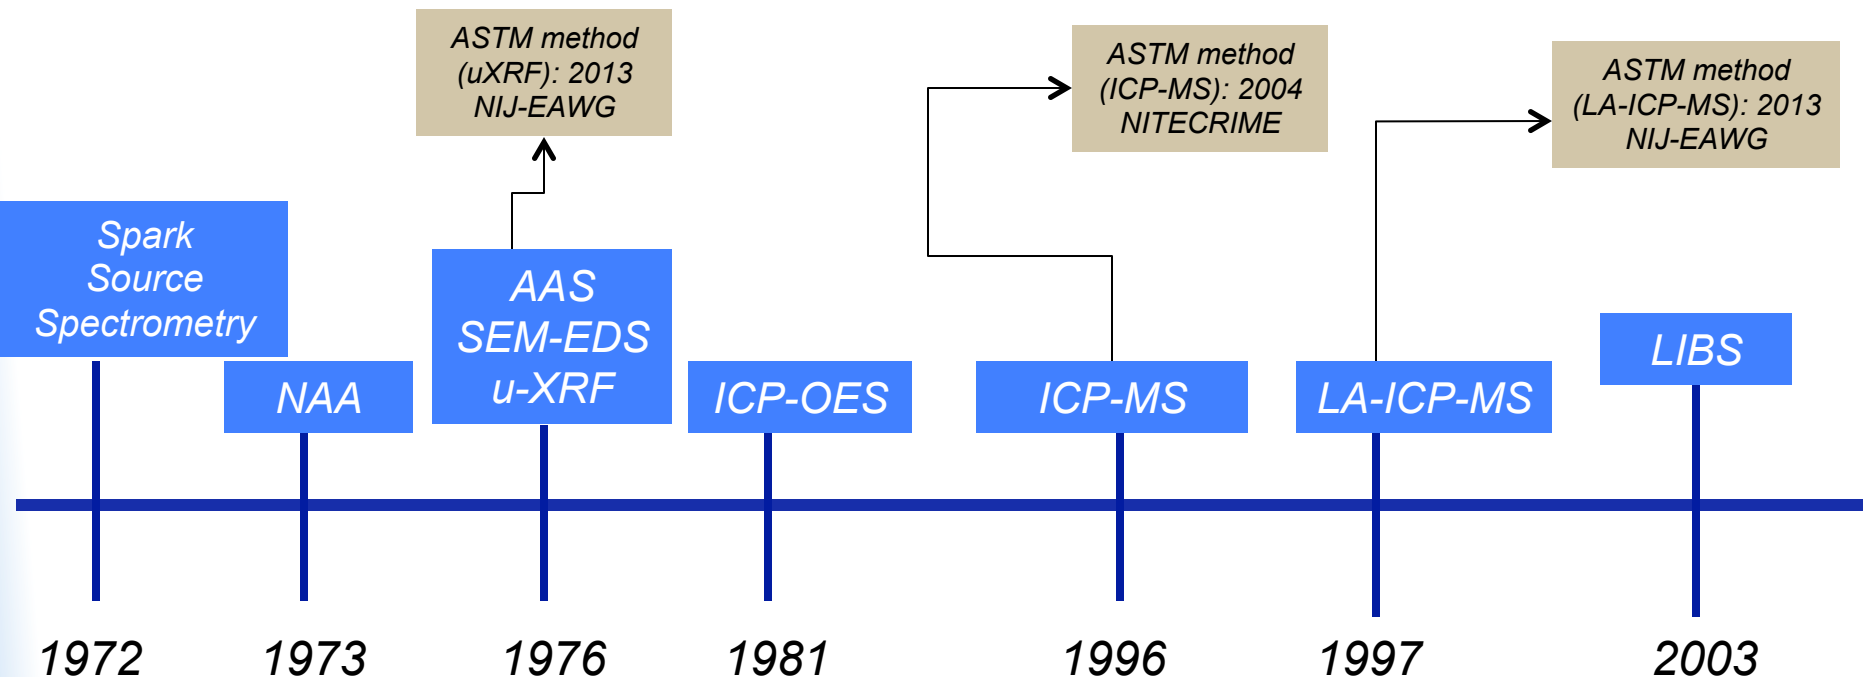 ASTM method
(uXRF): 2013
NIJ-EAWG
ASTM method
(ICP-MS): 2004
NITECRIME
ASTM method
(LA-ICP-MS): 2013
NIJ-EAWG
Spark
Source
Spectrometry
NAA
AAS
SEM-EDS
u-XRF
ICP-OES
ICP-MS
LA-ICP-MS
LIBS
1972
1973
1976
1981
1996
1997
2003